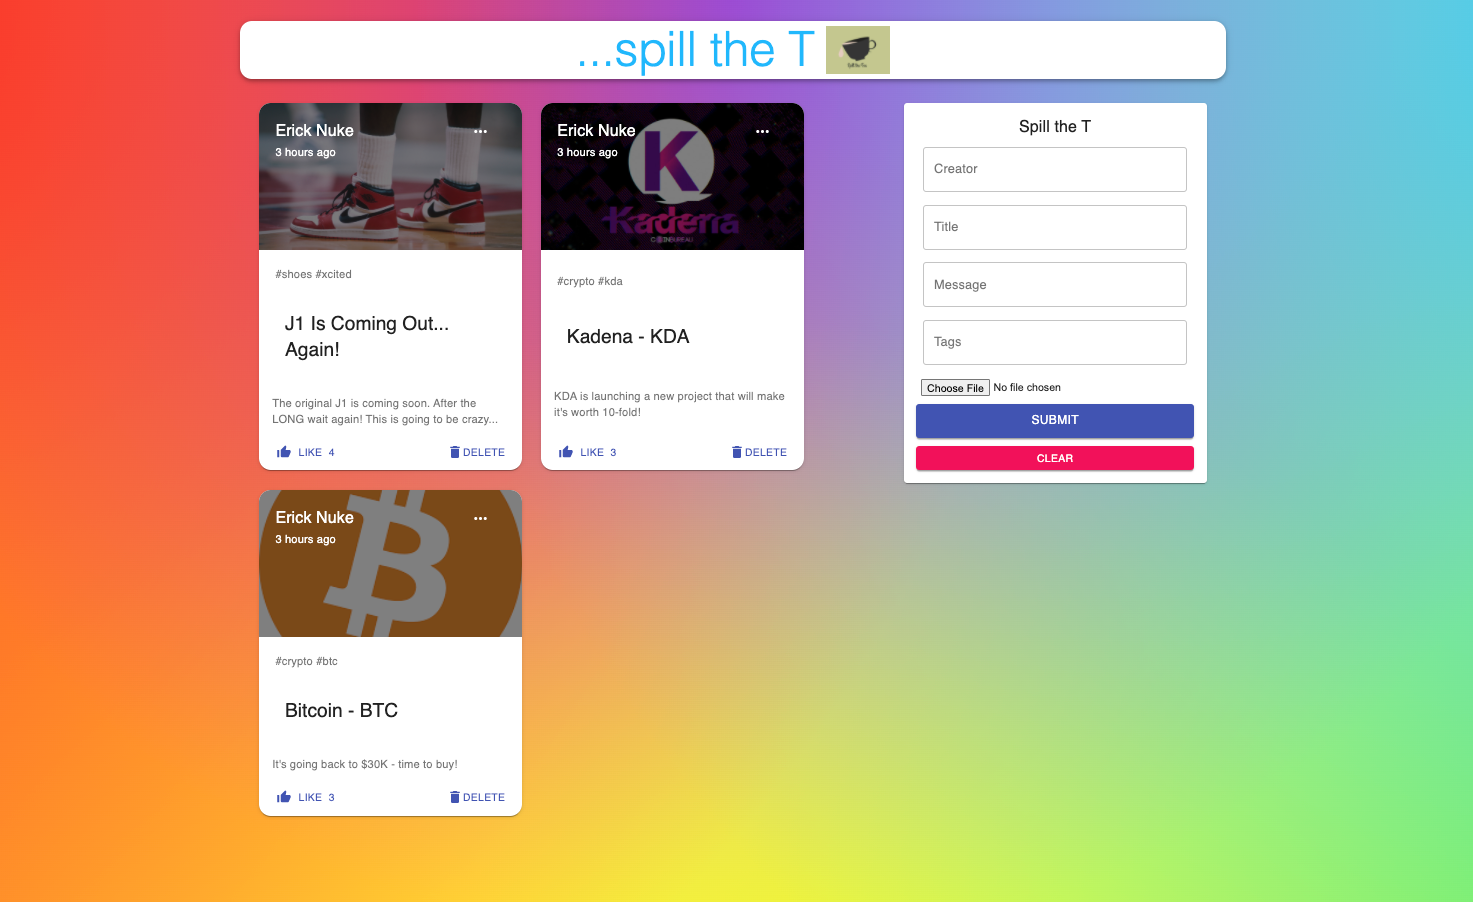 ...spill the T
Spill the Tea
Erick Nuke
3 hours ago
#shoes #xcited
J1 Is Coming Out...
Again!
The original J1 is coming soon. After the
LONG wait again! This is going to be crazy...
LIKE 4
DELETE
Erick Nuke
3 hours ago
Kadena
COINBUREAU
#crypto #kda
Kadena - KDA
KDA is launching a new project that will make
it's worth 10-fold!
LIKE 3
DELETE
Erick Nuke
3 hours ago
#crypto #btc
Bitcoin - BTC
It's going back to $30K - time to buy!
LIKE 3
DELETE
Spill the T
Creator
Title
Message
Tags
Choose File No file chosen
SUBMIT
CLEAR